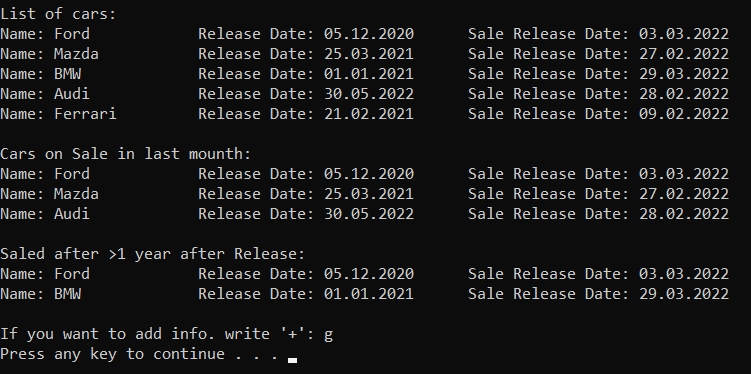 List of cars:
Name: Ford Release Date: 05.12.2020 Sale Release Date: 03.03.2022
Name: Mazda Release Date: 25.03.2021 Sale Release Date: 27.02.2022
Name: BMW Release Date: 01.01.2021 Sale Release Date: 29.03.2022
Name: Audi Release Date: 30.05.2022 Sale Release Date: 28.02.2022
Name: Ferrari Release Date: 21.02.2021 Sale Release Date: 09.02.2022
Cars on Sale in last mounth:
Name: Ford Release Date: 05.12.2020 Sale Release Date: 03.03.2022
Name: Mazda Release Date: 25.03.2021 Sale Release Date: 27.02.2022
Name: Audi Release Date: 30.05.2022 Sale Release Date: 28.02.2022
Saled after >1 year after Release:
Name: Ford Release Date: 05.12.2020 Sale Release Date: 03.03.2022
Name: BMW Release Date: 01.01.2021 Sale Release Date: 29.03.2022
If you want to add info. write '+': g
Press any key to continue . . .